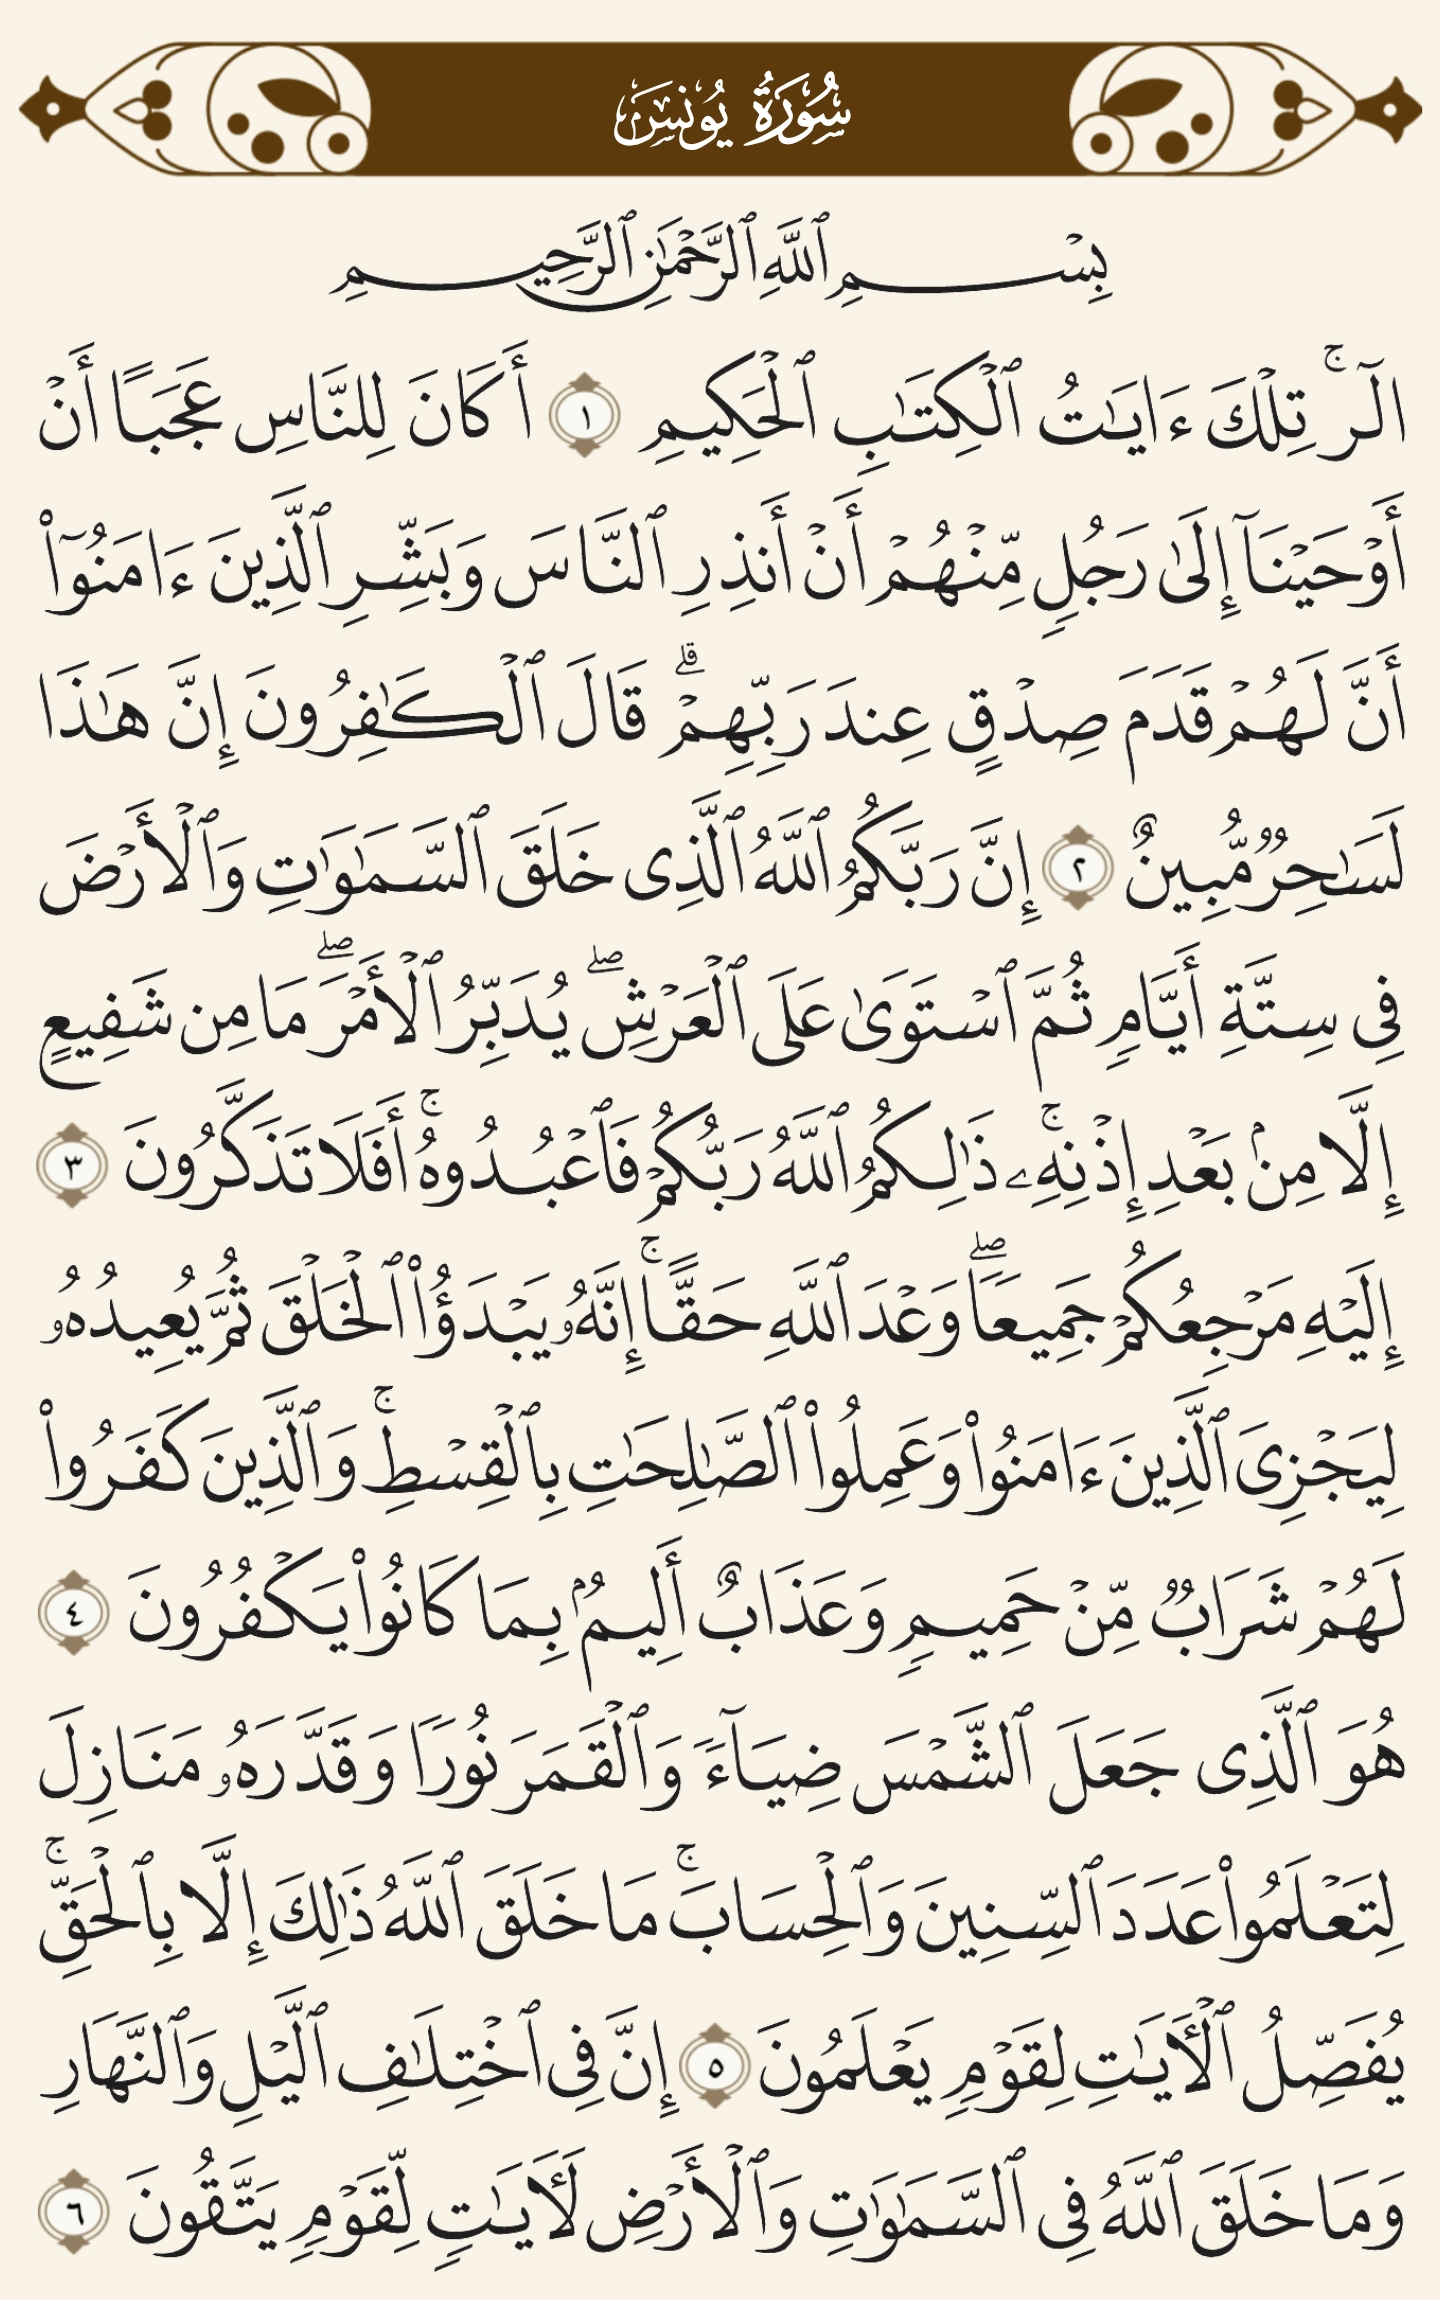 سُورَةُ يُونُسَ
بِسْمِ ٱللَّهِ ٱلرَّحْمَٰنِ ٱلرَّحِيمِ
الٓرۚ تِلْكَ ءَايَٰتُ ٱلْكِتَٰبِ ٱلْحَكِيمِ ١ أَكَانَ لِلنَّاسِ عَجَبًا أَنْ
أَوْحَيْنَآ إِلَىٰ رَجُلٍ مِّنْهُمْ أَنْ أَنذِرِ ٱلنَّاسَ وَبَشِّرِ ٱلَّذِينَ ءَامَنُوٓا۟
أَنَّ لَهُمْ قَدَمَ صِدْقٍ عِندَ رَبِّهِمْۗ قَالَ ٱلْكَٰفِرُونَ إِنَّ هَٰذَا
لَسَٰحِرٌ مُّبِينٌ ٢ إِنَّ رَبَّكُمُ ٱللَّهُ ٱلَّذِى خَلَقَ ٱلسَّمَٰوَٰتِ وَٱلْأَرْضَ
فِى سِتَّةِ أَيَّامٍ ثُمَّ ٱسْتَوَىٰ عَلَى ٱلْعَرْشِۖ يُدَبِّرُ ٱلْأَمْرَۖ مَا مِن شَفِيعٍ
إِلَّا مِنۢ بَعْدِ إِذْنِهِۦۚ ذَٰلِكُمُ ٱللَّهُ رَبُّكُمْ فَٱعْبُدُوهُۚ أَفَلَا تَذَكَّرُونَ ٣
إِلَيْهِ مَرْجِعُكُمْ جَمِيعًاۖ وَعْدَ ٱللَّهِ حَقًّاۚ إِنَّهُۥ يَبْدَؤُا۟ ٱلْخَلْقَ ثُمَّ يُعِيدُهُۥ
لِيَجْزِىَ ٱلَّذِينَ ءَامَنُوا۟ وَعَمِلُوا۟ ٱلصَّٰلِحَٰتِ بِٱلْقِسْطِۚ وَٱلَّذِينَ كَفَرُوا۟
لَهُمْ شَرَابٌ مِّنْ حَمِيمٍ وَعَذَابٌ أَلِيمٌۢ بِمَا كَانُوا۟ يَكْفُرُونَ ٤
هُوَ ٱلَّذِى جَعَلَ ٱلشَّمْسَ ضِيَآءً وَٱلْقَمَرَ نُورًا وَقَدَّرَهُۥ مَنَازِلَ
لِتَعْلَمُوا۟ عَدَدَ ٱلسِّنِينَ وَٱلْحِسَابَۚ مَا خَلَقَ ٱللَّهُ ذَٰلِكَ إِلَّا بِٱلْحَقِّۚ
يُفَصِّلُ ٱلْـَٔايَٰتِ لِقَوْمٍ يَعْلَمُونَ ٥ إِنَّ فِى ٱخْتِلَٰفِ ٱلَّيْلِ وَٱلنَّهَارِ
وَمَا خَلَقَ ٱللَّهُ فِى ٱلسَّمَٰوَٰتِ وَٱلْأَرْضِ لَـَٔايَٰتٍ لِّقَوْمٍ يَتَّقُونَ ٦